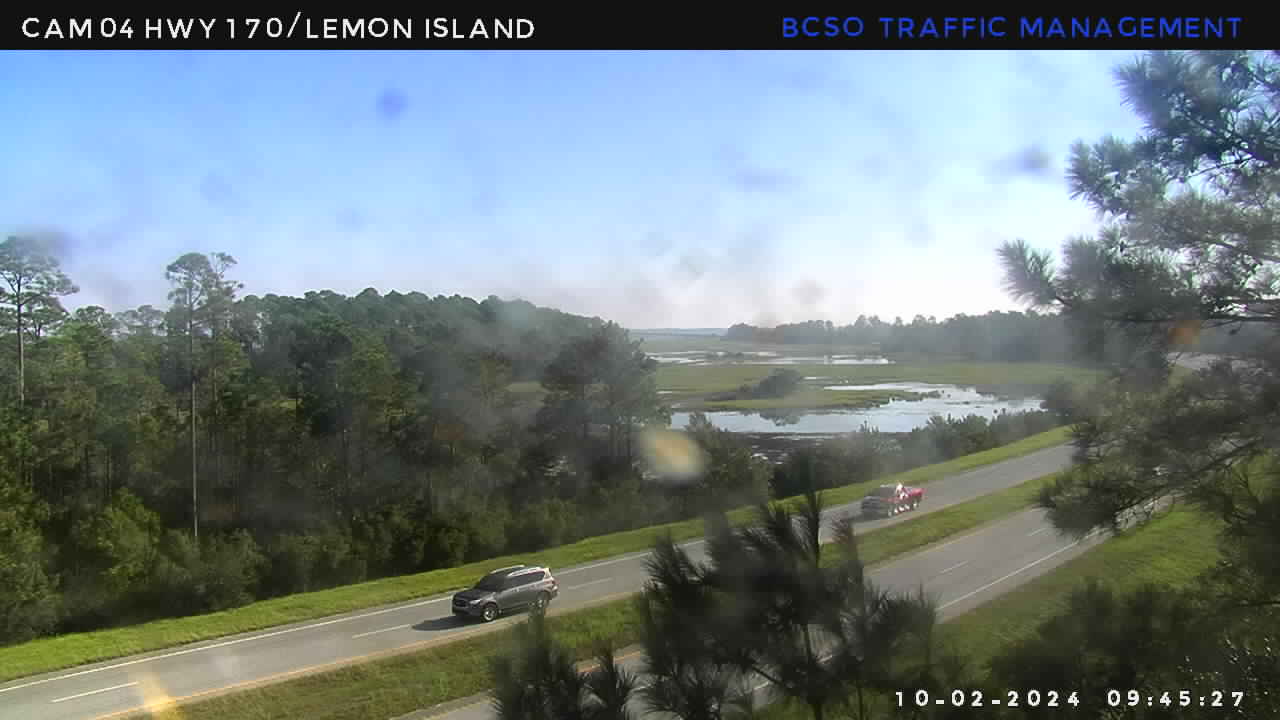 CAM04 HWY 170/LEMON ISLAND
BCSO TRAFFIC MANAGEMENT
10-02-2024 09:45:27